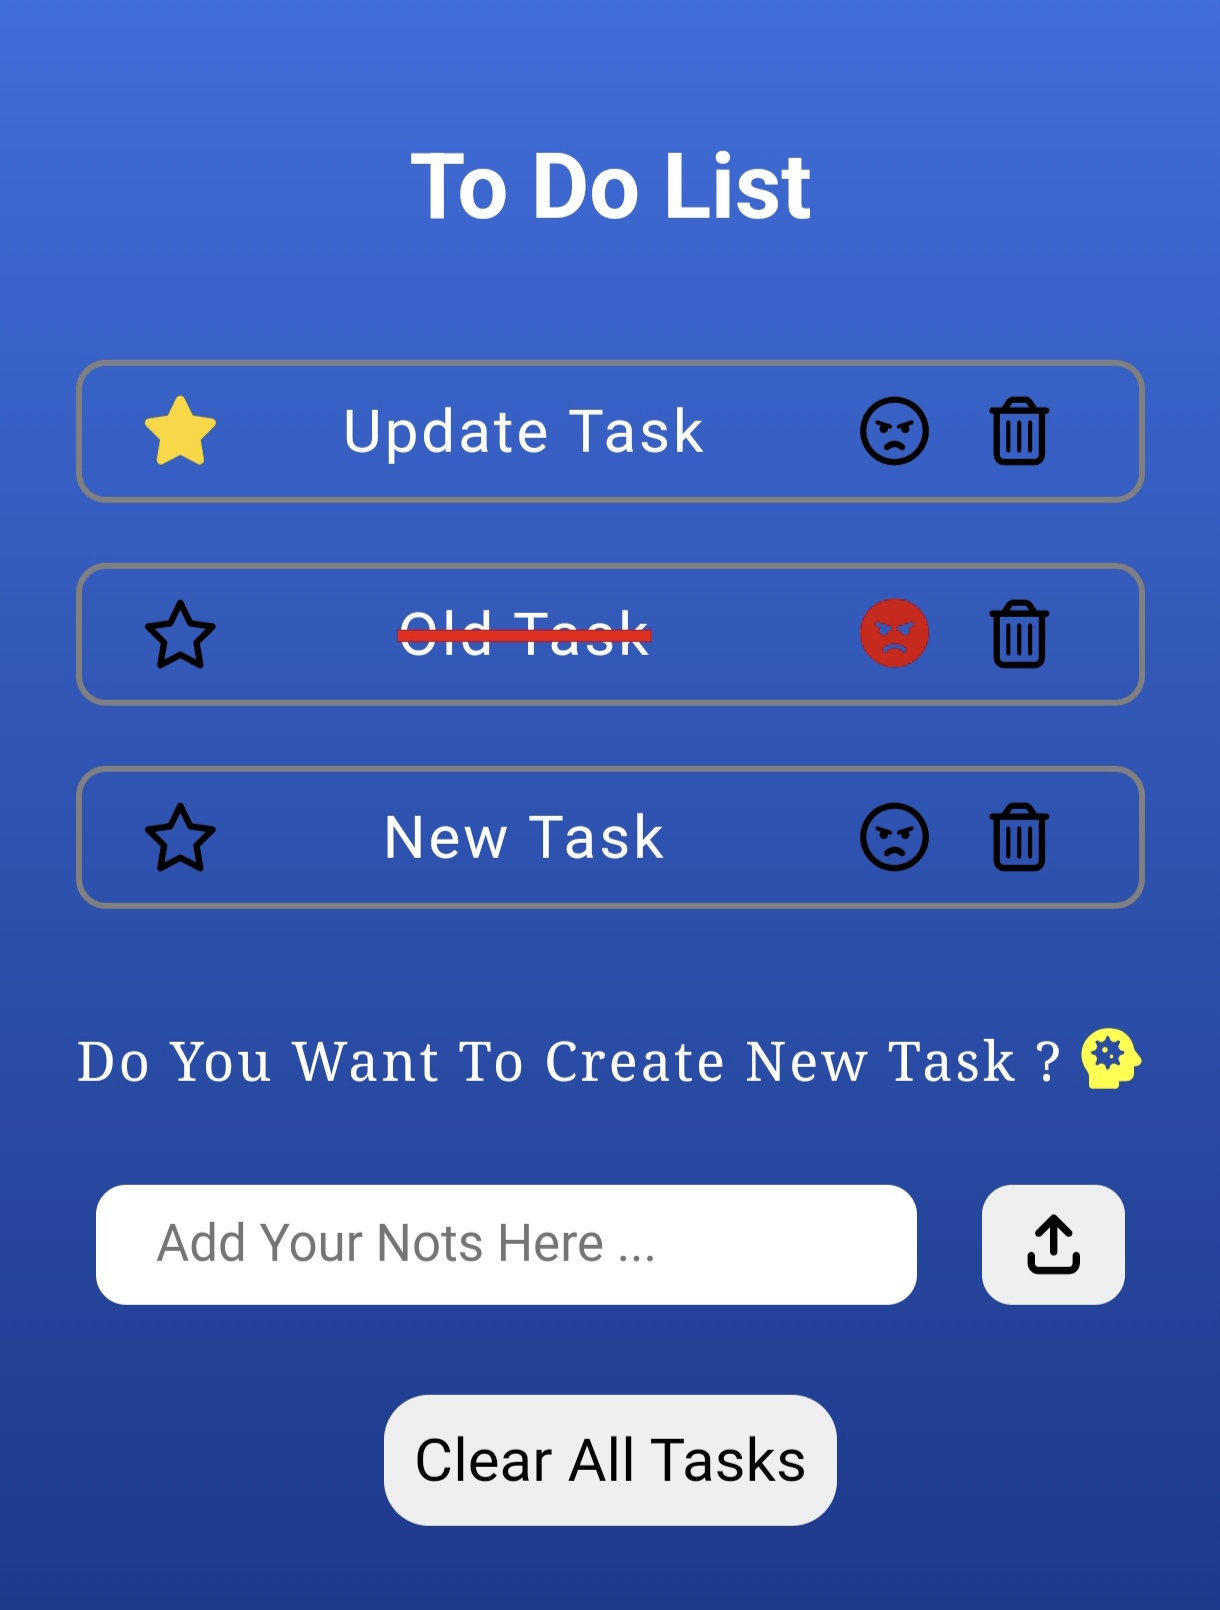 To Do List
Update Task
Old Task
New Task
Do You Want To Create New Task ?
Add Your Nots Here ...
Clear All Tasks